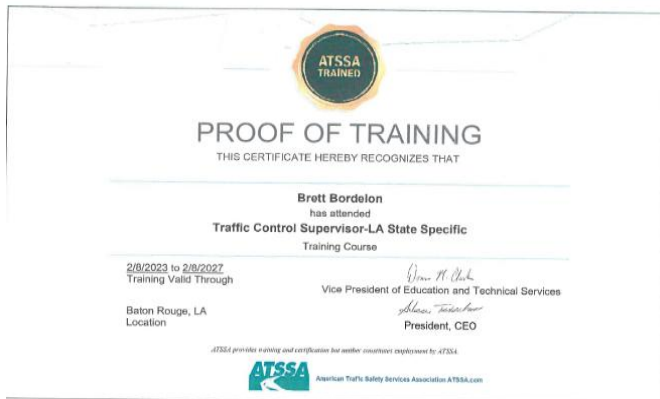 ATSSA
TRAINED
PROOF OF TRAINING
THIS CERTIFICATE HEREBY RECOGNIZES THAT
Brett Bordelon
has attended
Traffic Control Supervisor-LA State Specific
Training Course
2/8/2023 to 2/8/2027
Training Valid Through
Vice President of Education and Technical Services
Baton Rouge, LA
Location
President, CEO
ATSSA provides training and certification but neither constitutes employment by ATSSA.
ATSSA
American Traffic Safety Services Association ATSSA.com